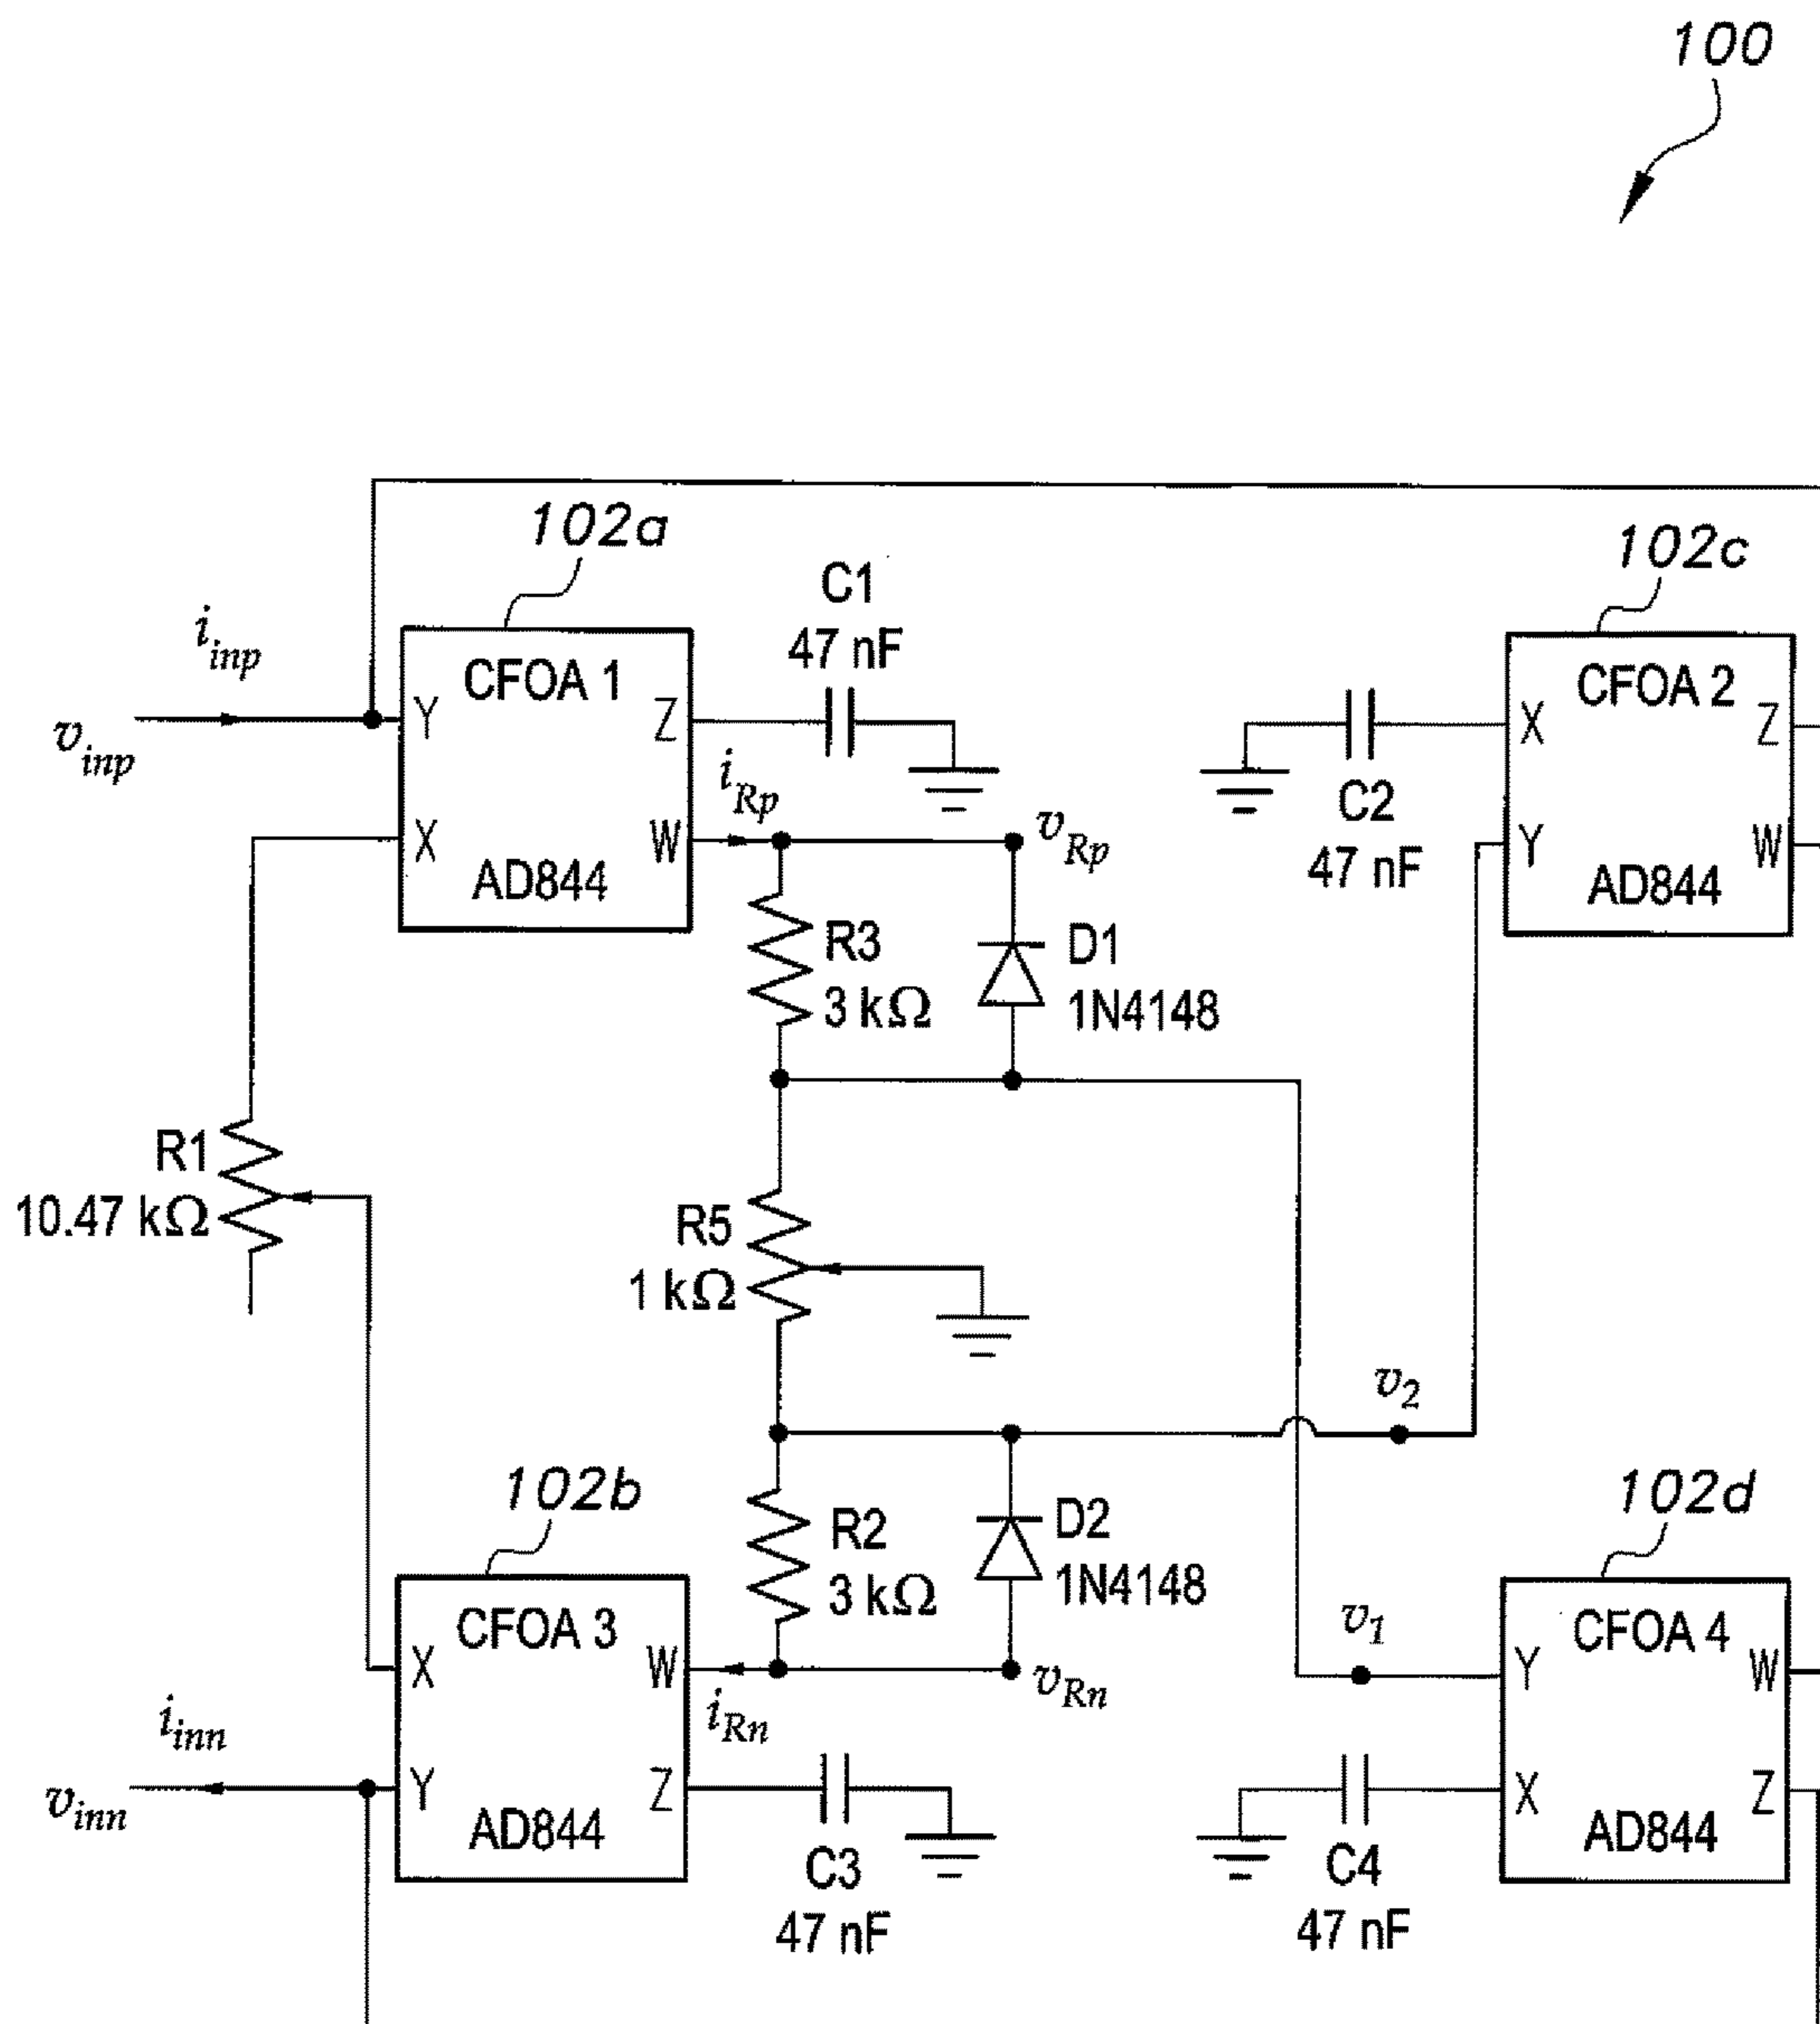 100
102a
102c
C1
47 nF
i_inp
v_inp
CFOA 1
Y
Z
X
W
AD844
i_Rp
v_Rp
CFOA 2
X
Z
Y
W
AD844
C2
47 nF
R3
3 kΩ
D1
1N4148
R1
10.47 kΩ
R5
1 kΩ
v_2
102b
102d
R2
3 kΩ
D2
1N4148
CFOA 3
X
W
Y
Z
AD844
i_Rn
v_Rn
v_1
CFOA 4
Y
W
X
Z
AD844
i_inn
v_inn
C3
47 nF
C4
47 nF